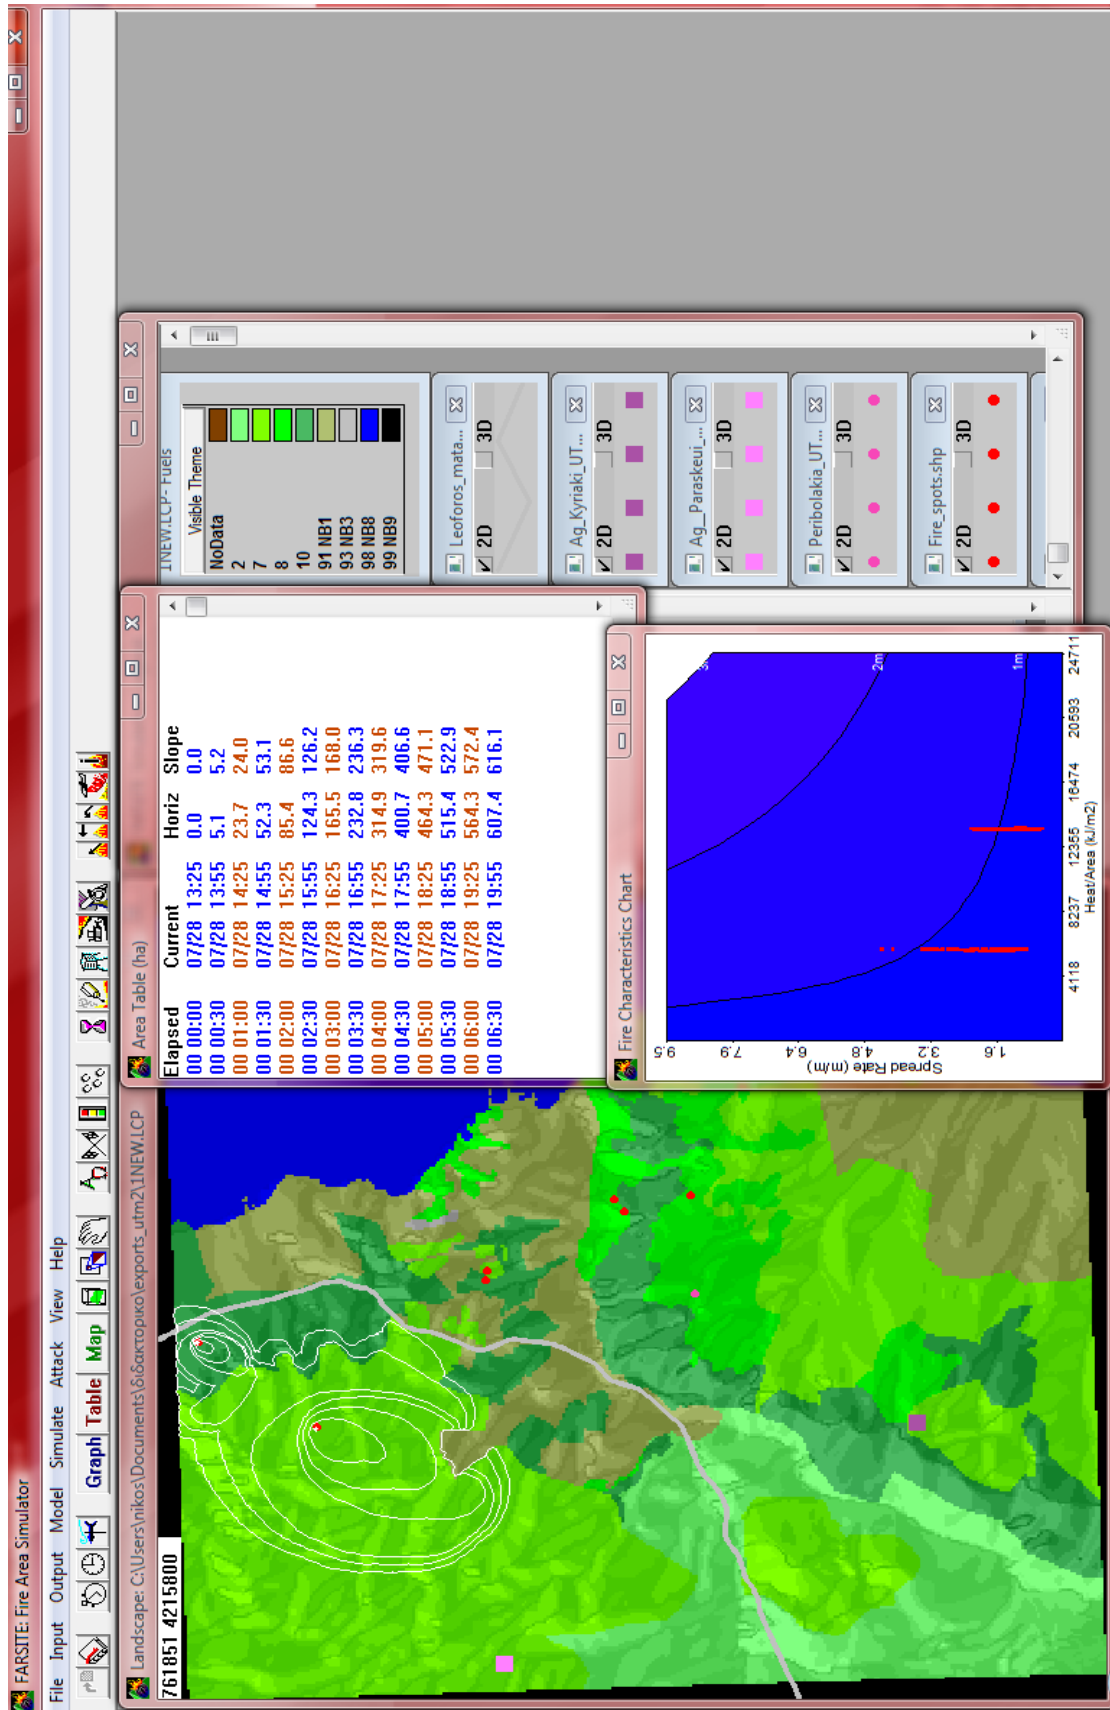 FARSITE: Fire Area Simulator
File Input Output Model Simulate Attack View Help
Graph Table Map
Landscape: C:\Users\nikos\Documents\διδακτορικο\exports_utm2\1NEW.LCP
761851 4215800
Area Table (ha)
Elapsed Current Horiz Slope
00 00:00 07/28 13:25 0.0 0.0
00 00:30 07/28 13:55 5.1 5.2
00 01:00 07/28 14:25 23.7 24.0
00 01:30 07/28 14:55 52.3 53.1
00 02:00 07/28 15:25 85.4 86.6
00 02:30 07/28 15:55 124.3 126.2
00 03:00 07/28 16:25 165.5 168.0
00 03:30 07/28 16:55 232.8 236.3
00 04:00 07/28 17:25 314.9 319.6
00 04:30 07/28 17:55 400.7 406.6
00 05:00 07/28 18:25 464.3 471.1
00 05:30 07/28 18:55 515.4 522.9
00 06:00 07/28 19:25 564.3 572.4
00 06:30 07/28 19:55 607.4 616.1
Fire Characteristics Chart
Spread Rate (m/m)
9.5
7.9
6.4
4.8
3.2
1.6
2m
1m
4118 8237 12355 16474 20593 24711
Heat/Area (kJ/m2)
1NEW.LCP- Fuels
Visible Theme
NoData
2
7
8
10
91 NB1
93 NB3
98 NB8
99 NB9
Leoforos_mata...
2D 3D
Ag_Kyriaki_UT...
2D 3D
Ag_Paraskeui_...
2D 3D
Peribolakia_UT...
2D 3D
Fire_spots.shp
2D 3D